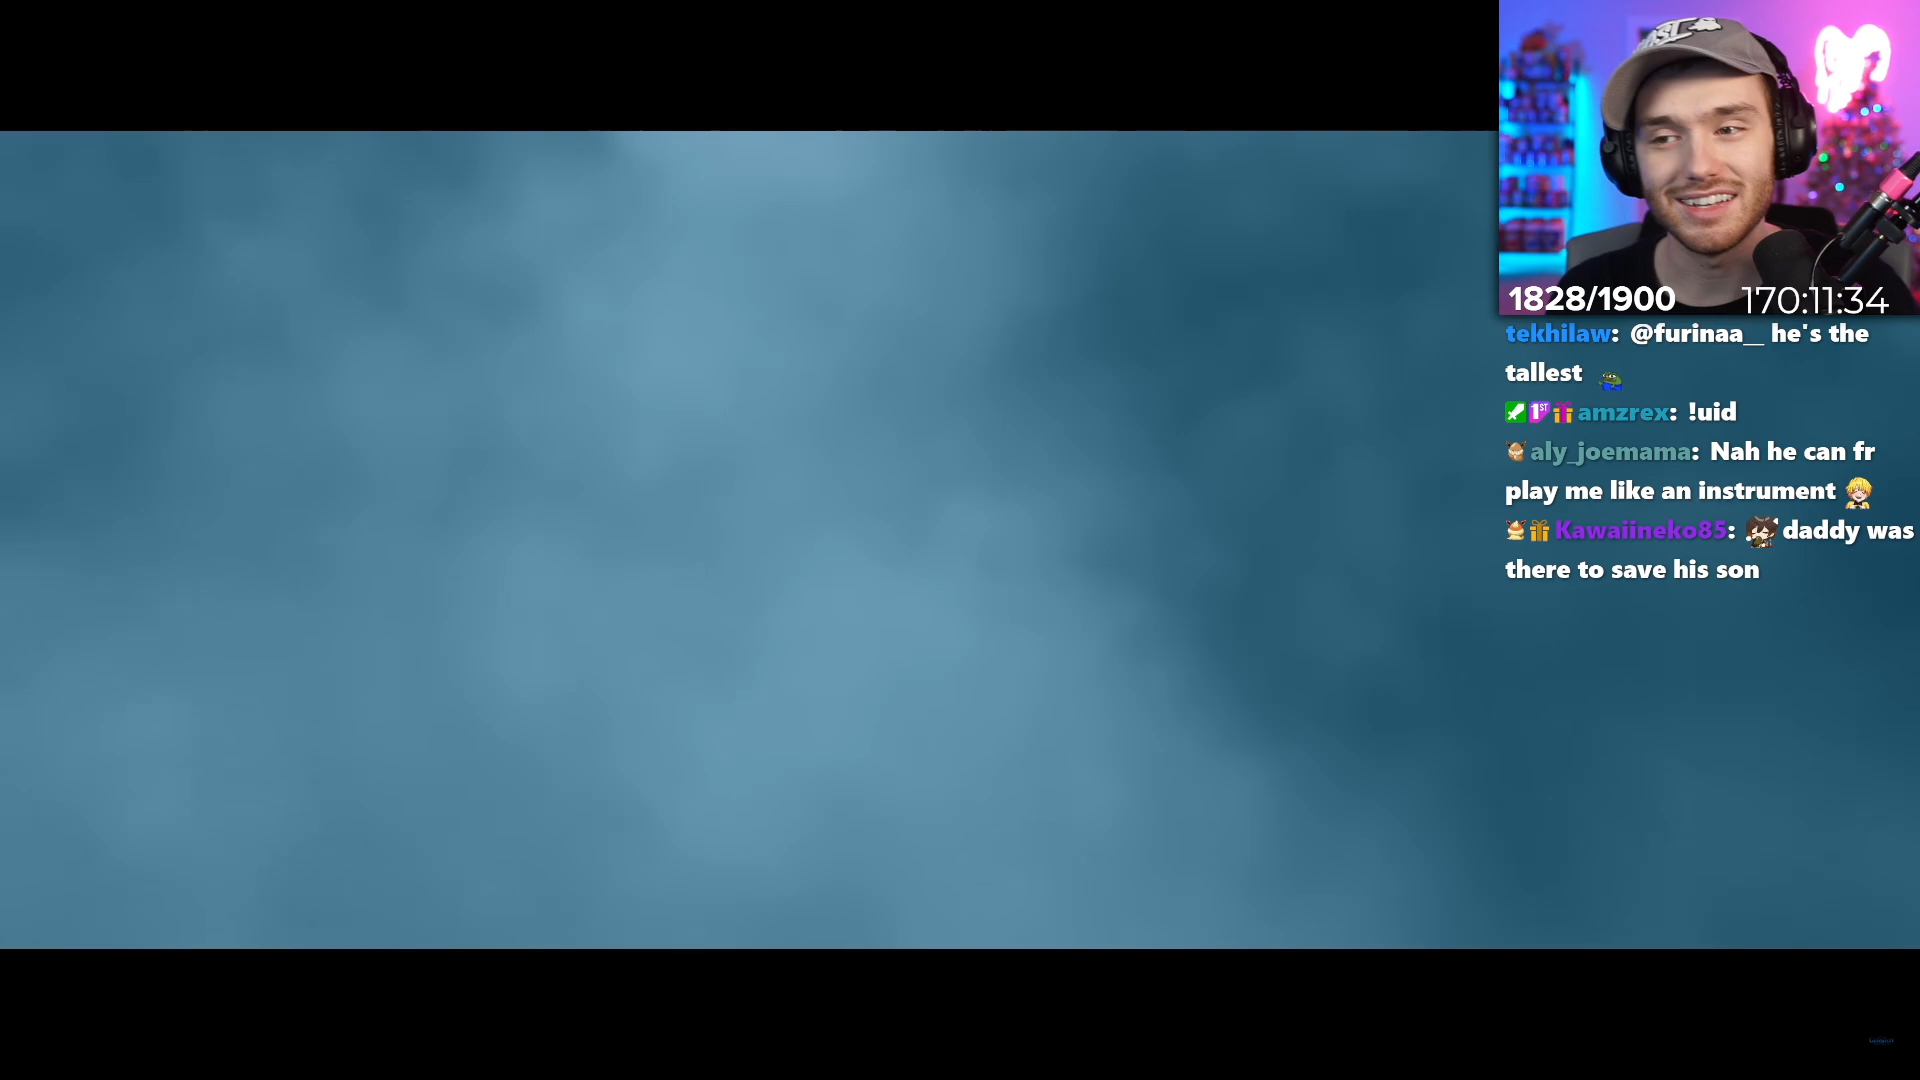 1828/1900 170:11:34
tekhilaw: @furinaa__ he's the
tallest
1ST amzrex: !uid
aly_joemama: Nah he can fr
play me like an instrument
Kawaiineko85: daddy was
there to save his son